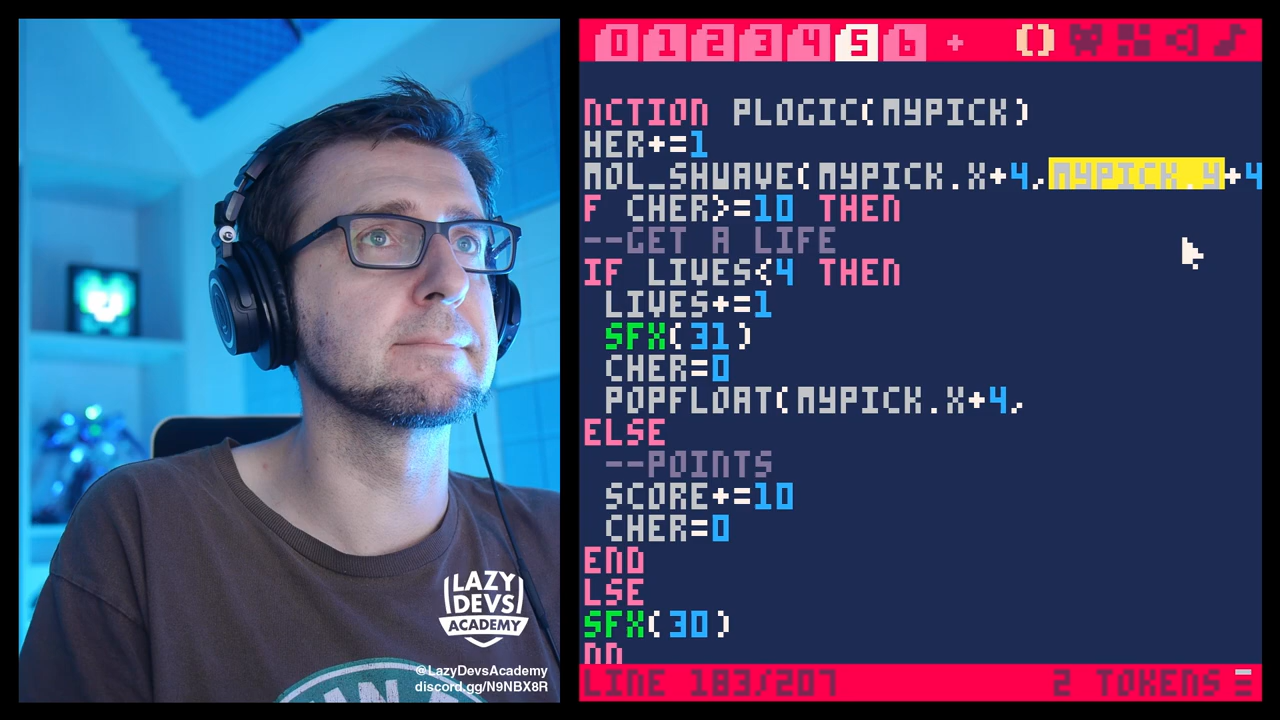 0 1 2 3 4 5 6 + ()
NCTION PLOGIC(MYPICK)
HER+=1
MOL_SHWAVE(MYPICK.X+4,MYPICK.Y+4
F CHER>=10 THEN
--GET A LIFE
IF LIVES<4 THEN
LIVES+=1
SFX(31)
CHER=0
POPFLOAT(MYPICK.X+4,
ELSE
--POINTS
SCORE+=10
CHER=0
END
LSE
SFX(30)
ND
LINE 183/207 2 TOKENS
LAZY
DEVS
ACADEMY
@LazyDevsAcademy
discord.gg/N9NBX8R